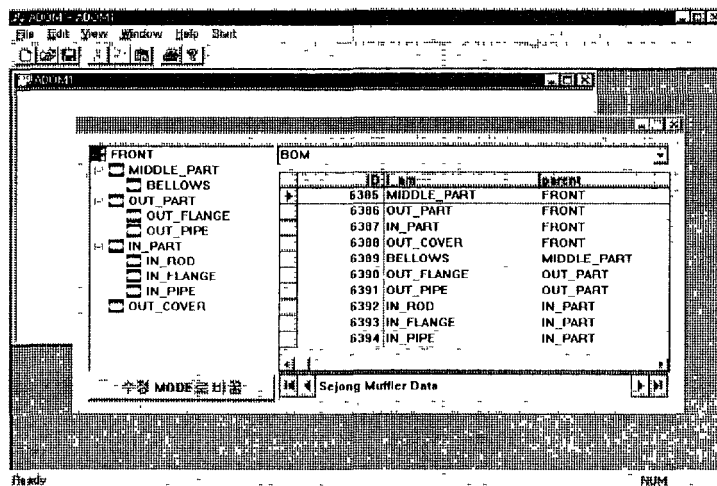 ADOM1 - ADOM1
File Edit View Window Help Start
ADOM1
FRONT
MIDDLE_PART
BELLOWS
OUT_PART
OUT_FLANGE
OUT_PIPE
IN_PART
IN_ROD
IN_FLANGE
IN_PIPE
OUT_COVER
수정 MODE로 바꿈
BOM
ID parent
6385 MIDDLE_PART FRONT
6386 OUT_PART FRONT
6387 IN_PART FRONT
6388 OUT_COVER FRONT
6389 BELLOWS MIDDLE_PART
6390 OUT_FLANGE OUT_PART
6391 OUT_PIPE OUT_PART
6392 IN_ROD IN_PART
6393 IN_FLANGE IN_PART
6394 IN_PIPE IN_PART
Sejong Muffler Data
Ready NUM